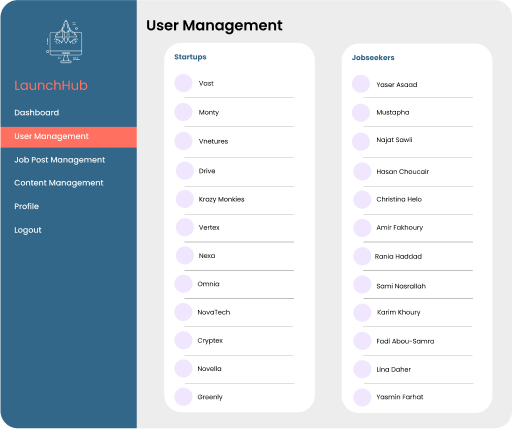 LaunchHub
Dashboard
User Management
Job Post Management
Content Management
Profile
Logout
User Management
Startups
Vast
Monty
Vnetures
Drive
Krazy Monkies
Vertex
Nexa
Omnia
NovaTech
Cryptex
Novella
Greenly
Jobseekers
Yaser Asaad
Mustapha
Najat Sawli
Hasan Choucair
Christina Helo
Amir Fakhoury
Rania Haddad
Sami Nasrallah
Karim Khoury
Fadi Abou-Samra
Lina Daher
Yasmin Farhat